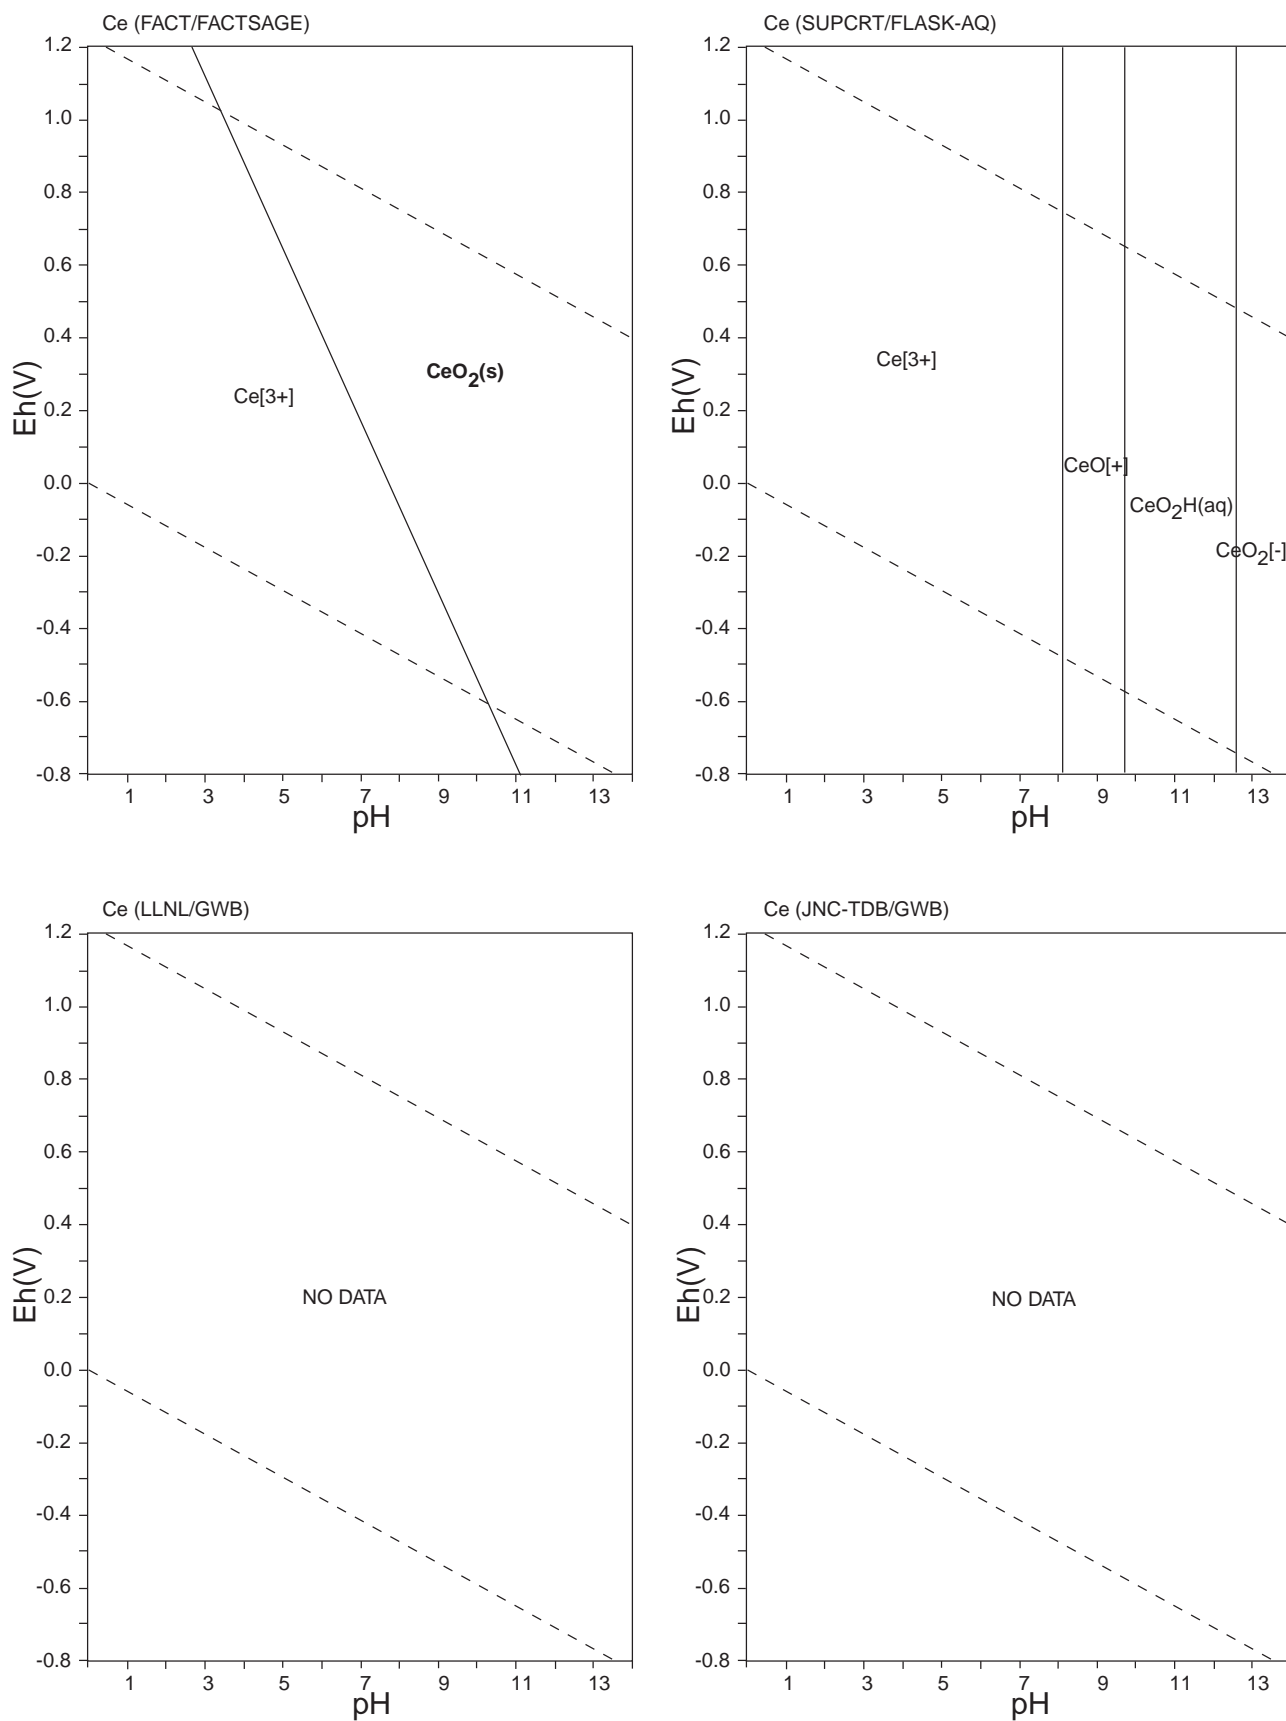 Ce (FACT/FACTSAGE)
1.2
1.0
0.8
0.6
0.4
0.2
0.0
-0.2
-0.4
-0.6
-0.8
Eh(V)
Ce[3+]
CeO2(s)
1 3 5 7 9 11 13
pH
Ce (SUPCRT/FLASK-AQ)
1.2
1.0
0.8
0.6
0.4
0.2
0.0
-0.2
-0.4
-0.6
-0.8
Eh(V)
Ce[3+]
CeO[+]
CeO2H(aq)
CeO2[-]
1 3 5 7 9 11 13
pH
Ce (LLNL/GWB)
1.2
1.0
0.8
0.6
0.4
0.2
0.0
-0.2
-0.4
-0.6
-0.8
Eh(V)
NO DATA
1 3 5 7 9 11 13
pH
Ce (JNC-TDB/GWB)
1.2
1.0
0.8
0.6
0.4
0.2
0.0
-0.2
-0.4
-0.6
-0.8
Eh(V)
NO DATA
1 3 5 7 9 11 13
pH